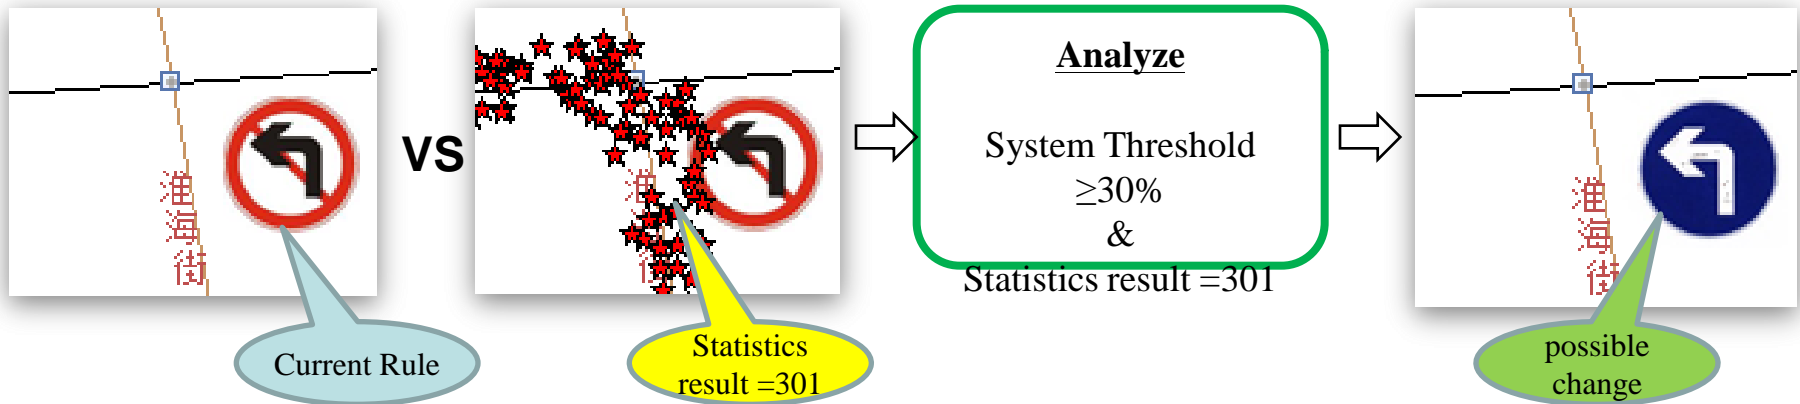 淮海街
Current Rule
VS
Statistics
result =301
Analyze
System Threshold
≥30%
&
Statistics result =301
淮海街
possible
change